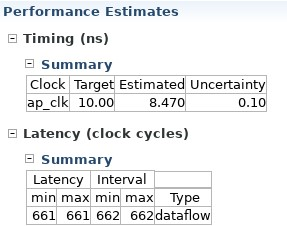 Performance Estimates
Timing (ns)
Summary
Clock Target Estimated Uncertainty
ap_clk 10.00 8.470 0.10
Latency (clock cycles)
Summary
Latency Interval
min max min max Type
661 661 662 662 dataflow